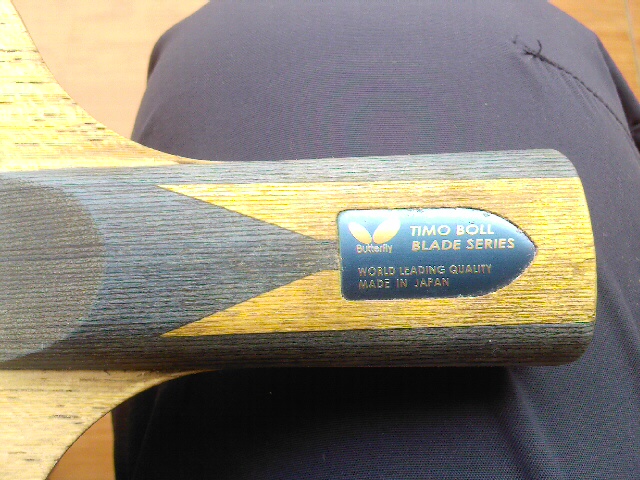 Butterfly
TIMO BOLL
BLADE SERIES
WORLD LEADING QUALITY
MADE IN JAPAN